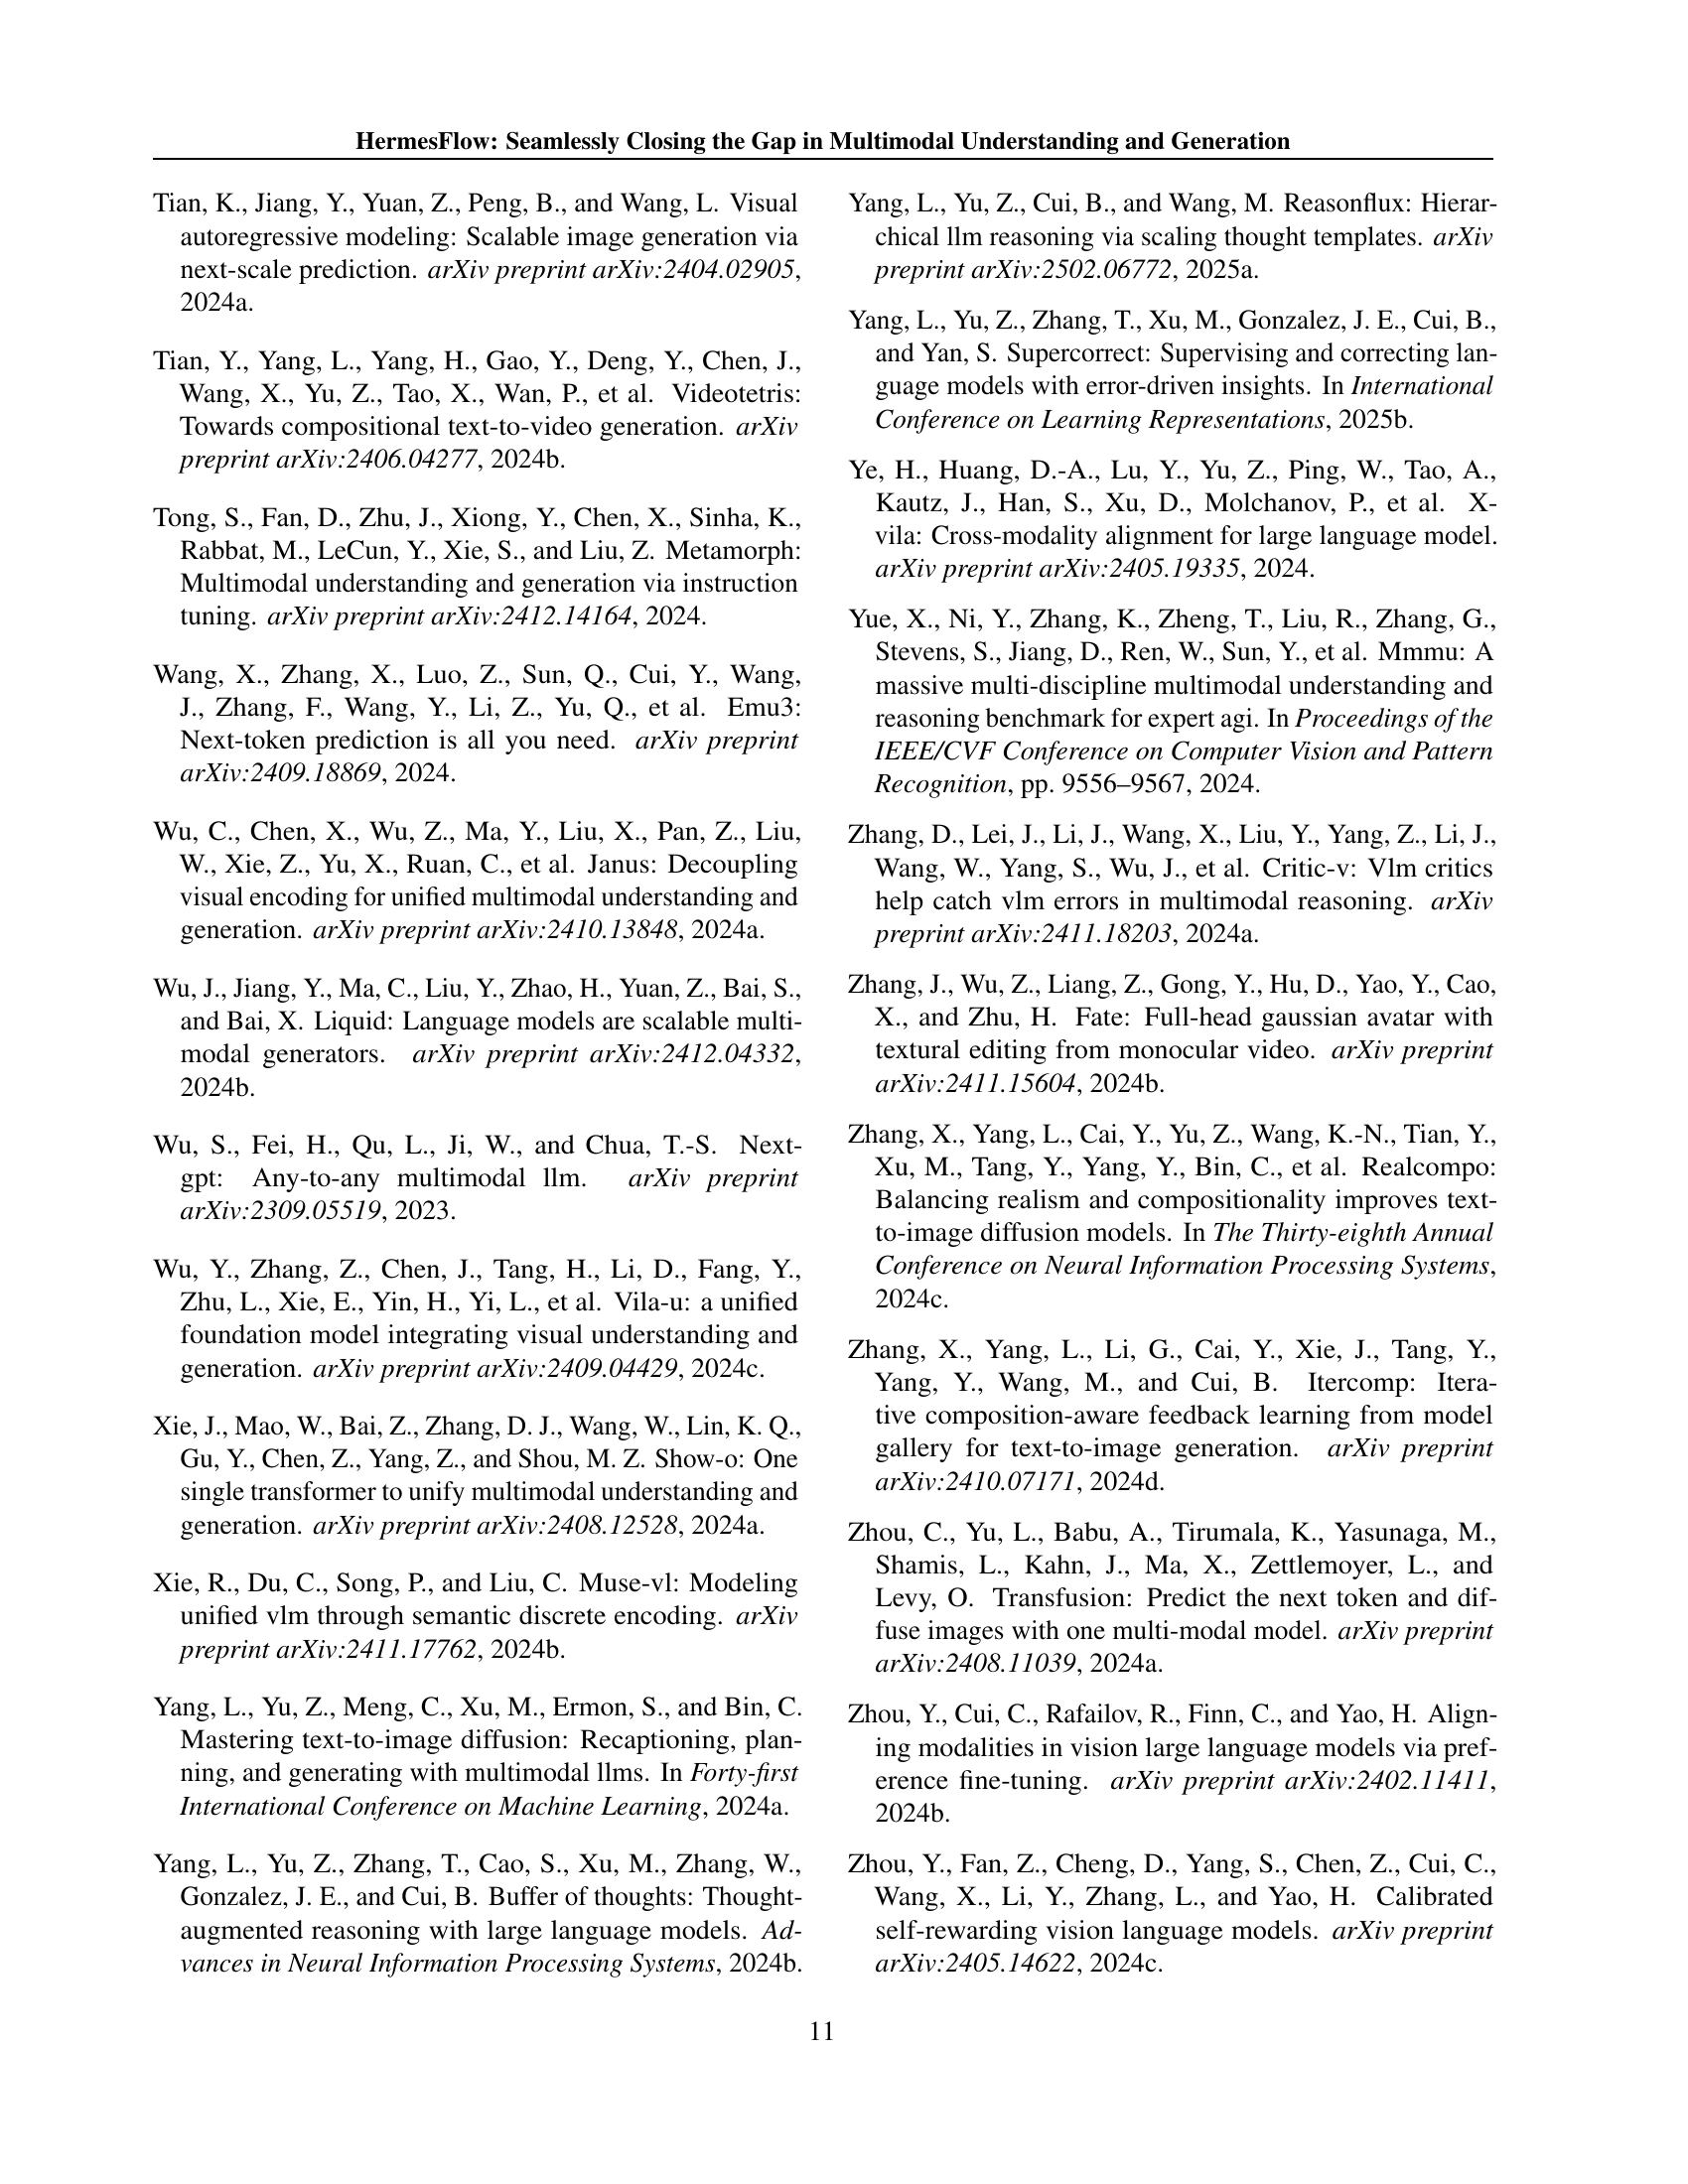 HermesFlow: Seamlessly Closing the Gap in Multimodal Understanding and Generation
Tian, K., Jiang, Y., Yuan, Z., Peng, B., and Wang, L. Visual
autoregressive modeling: Scalable image generation via
next-scale prediction. arXiv preprint arXiv:2404.02905,
2024a.
Tian, Y., Yang, L., Yang, H., Gao, Y., Deng, Y., Chen, J.,
Wang, X., Yu, Z., Tao, X., Wan, P., et al. Videotetris:
Towards compositional text-to-video generation. arXiv
preprint arXiv:2406.04277, 2024b.
Tong, S., Fan, D., Zhu, J., Xiong, Y., Chen, X., Sinha, K.,
Rabbat, M., LeCun, Y., Xie, S., and Liu, Z. Metamorph:
Multimodal understanding and generation via instruction
tuning. arXiv preprint arXiv:2412.14164, 2024.
Wang, X., Zhang, X., Luo, Z., Sun, Q., Cui, Y., Wang,
J., Zhang, F., Wang, Y., Li, Z., Yu, Q., et al. Emu3:
Next-token prediction is all you need. arXiv preprint
arXiv:2409.18869, 2024.
Wu, C., Chen, X., Wu, Z., Ma, Y., Liu, X., Pan, Z., Liu,
W., Xie, Z., Yu, X., Ruan, C., et al. Janus: Decoupling
visual encoding for unified multimodal understanding and
generation. arXiv preprint arXiv:2410.13848, 2024a.
Wu, J., Jiang, Y., Ma, C., Liu, Y., Zhao, H., Yuan, Z., Bai, S.,
and Bai, X. Liquid: Language models are scalable multi-
modal generators. arXiv preprint arXiv:2412.04332,
2024b.
Wu, S., Fei, H., Qu, L., Ji, W., and Chua, T.-S. Next-
gpt: Any-to-any multimodal llm. arXiv preprint
arXiv:2309.05519, 2023.
Wu, Y., Zhang, Z., Chen, J., Tang, H., Li, D., Fang, Y.,
Zhu, L., Xie, E., Yin, H., Yi, L., et al. Vila-u: a unified
foundation model integrating visual understanding and
generation. arXiv preprint arXiv:2409.04429, 2024c.
Xie, J., Mao, W., Bai, Z., Zhang, D. J., Wang, W., Lin, K. Q.,
Gu, Y., Chen, Z., Yang, Z., and Shou, M. Z. Show-o: One
single transformer to unify multimodal understanding and
generation. arXiv preprint arXiv:2408.12528, 2024a.
Xie, R., Du, C., Song, P., and Liu, C. Muse-vl: Modeling
unified vlm through semantic discrete encoding. arXiv
preprint arXiv:2411.17762, 2024b.
Yang, L., Yu, Z., Meng, C., Xu, M., Ermon, S., and Bin, C.
Mastering text-to-image diffusion: Recaptioning, plan-
ning, and generating with multimodal llms. In Forty-first
International Conference on Machine Learning, 2024a.
Yang, L., Yu, Z., Zhang, T., Cao, S., Xu, M., Zhang, W.,
Gonzalez, J. E., and Cui, B. Buffer of thoughts: Thought-
augmented reasoning with large language models. Ad-
vances in Neural Information Processing Systems, 2024b.
Yang, L., Yu, Z., Cui, B., and Wang, M. Reasonflux: Hierar-
chical llm reasoning via scaling thought templates. arXiv
preprint arXiv:2502.06772, 2025a.
Yang, L., Yu, Z., Zhang, T., Xu, M., Gonzalez, J. E., Cui, B.,
and Yan, S. Supercorrect: Supervising and correcting lan-
guage models with error-driven insights. In International
Conference on Learning Representations, 2025b.
Ye, H., Huang, D.-A., Lu, Y., Yu, Z., Ping, W., Tao, A.,
Kautz, J., Han, S., Xu, D., Molchanov, P., et al. X-
vila: Cross-modality alignment for large language model.
arXiv preprint arXiv:2405.19335, 2024.
Yue, X., Ni, Y., Zhang, K., Zheng, T., Liu, R., Zhang, G.,
Stevens, S., Jiang, D., Ren, W., Sun, Y., et al. Mmmu: A
massive multi-discipline multimodal understanding and
reasoning benchmark for expert agi. In Proceedings of the
IEEE/CVF Conference on Computer Vision and Pattern
Recognition, pp. 9556–9567, 2024.
Zhang, D., Lei, J., Li, J., Wang, X., Liu, Y., Yang, Z., Li, J.,
Wang, W., Yang, S., Wu, J., et al. Critic-v: Vlm critics
help catch vlm errors in multimodal reasoning. arXiv
preprint arXiv:2411.18203, 2024a.
Zhang, J., Wu, Z., Liang, Z., Gong, Y., Hu, D., Yao, Y., Cao,
X., and Zhu, H. Fate: Full-head gaussian avatar with
textural editing from monocular video. arXiv preprint
arXiv:2411.15604, 2024b.
Zhang, X., Yang, L., Cai, Y., Yu, Z., Wang, K.-N., Tian, Y.,
Xu, M., Tang, Y., Yang, Y., Bin, C., et al. Realcompo:
Balancing realism and compositionality improves text-
to-image diffusion models. In The Thirty-eighth Annual
Conference on Neural Information Processing Systems,
2024c.
Zhang, X., Yang, L., Li, G., Cai, Y., Xie, J., Tang, Y.,
Yang, Y., Wang, M., and Cui, B. Itercomp: Itera-
tive composition-aware feedback learning from model
gallery for text-to-image generation. arXiv preprint
arXiv:2410.07171, 2024d.
Zhou, C., Yu, L., Babu, A., Tirumala, K., Yasunaga, M.,
Shamis, L., Kahn, J., Ma, X., Zettlemoyer, L., and
Levy, O. Transfusion: Predict the next token and dif-
fuse images with one multi-modal model. arXiv preprint
arXiv:2408.11039, 2024a.
Zhou, Y., Cui, C., Rafailov, R., Finn, C., and Yao, H. Align-
ing modalities in vision large language models via pref-
erence fine-tuning. arXiv preprint arXiv:2402.11411,
2024b.
Zhou, Y., Fan, Z., Cheng, D., Yang, S., Chen, Z., Cui, C.,
Wang, X., Li, Y., Zhang, L., and Yao, H. Calibrated
self-rewarding vision language models. arXiv preprint
arXiv:2405.14622, 2024c.
11